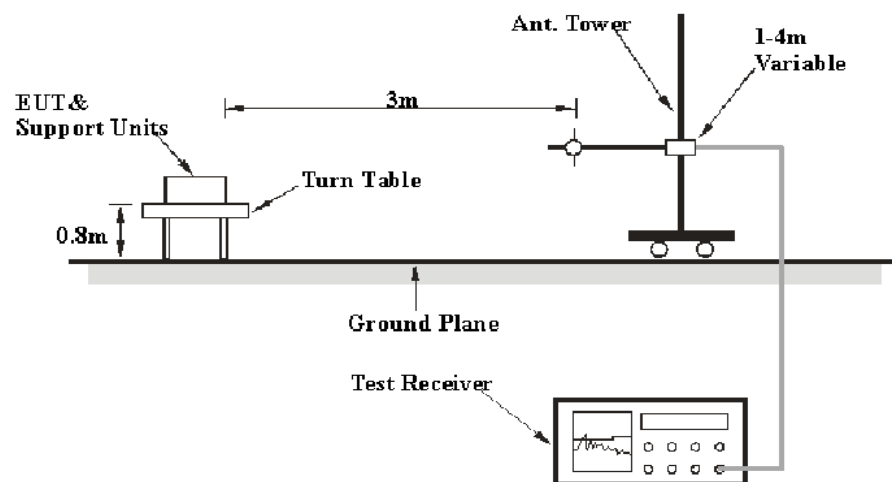 Ant. Tower
1-4m
Variable
3m
EUT&
Support Units
Turn Table
0.8m
Ground Plane
Test Receiver